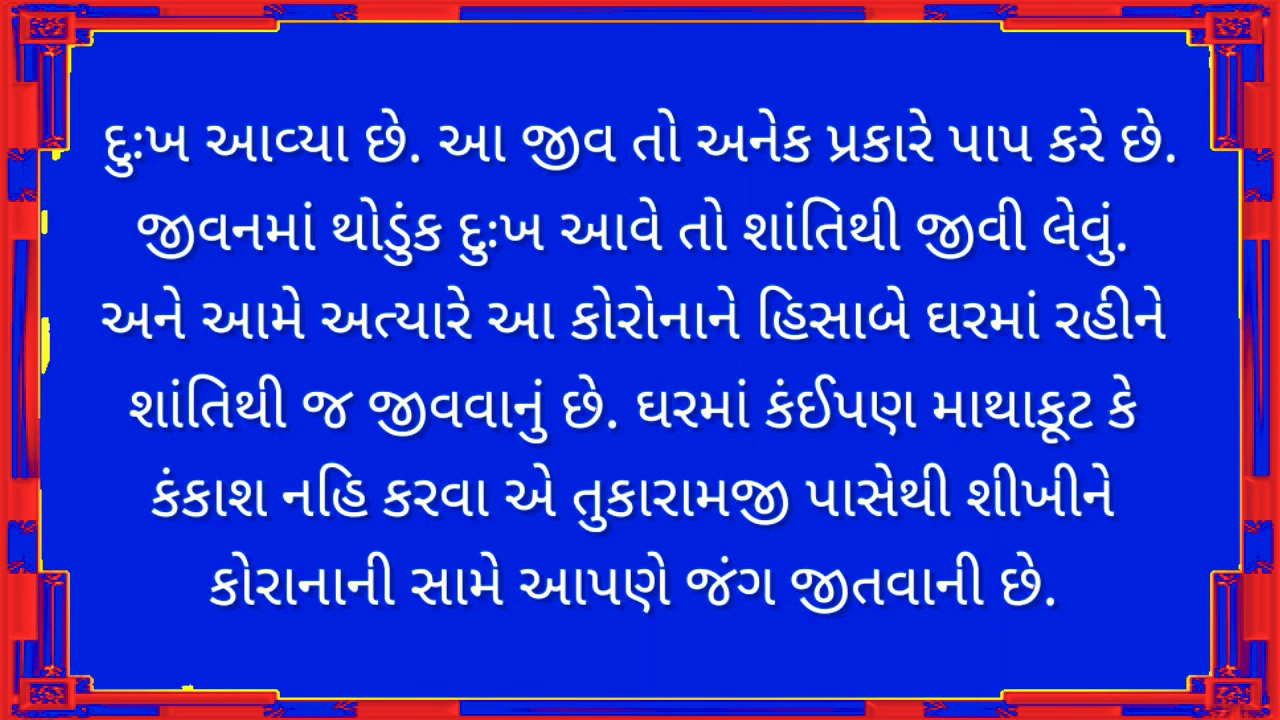 દુઃખ આવ્યા છે. આ જીવ તો અનેક પ્રકારે પાપ કરે છે.
જીવનમાં થોડુંક દુઃખ આવે તો શાંતિથી જીવી લેવું.
અને આમે અત્યારે આ કોરોનાને હિસાબે ઘરમાં રહીને
શાંતિથી જ જીવવાનું છે. ઘરમાં કંઈપણ માથાકૂટ કે
કંકાશ નહિ કરવા એ તુકારામજી પાસેથી શીખીને
કોરાનાની સામે આપણે જંગ જીતવાની છે.